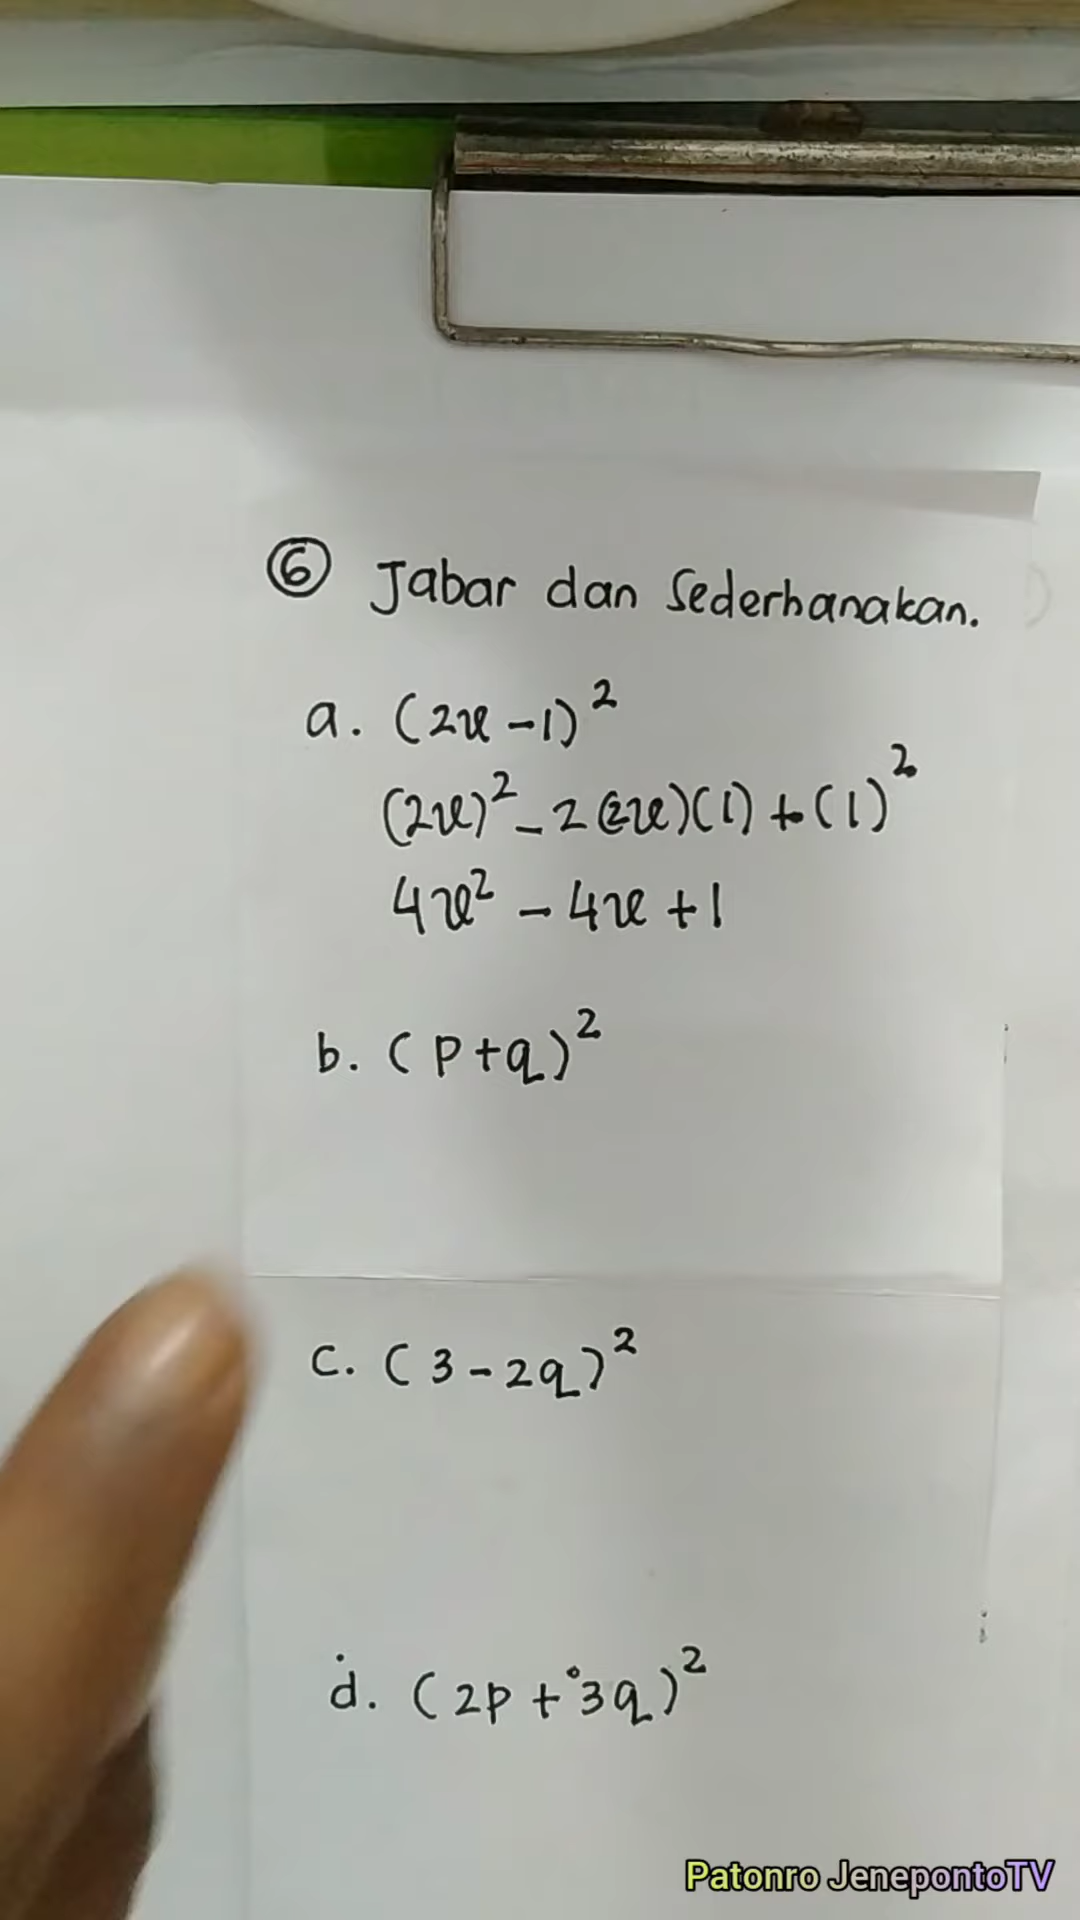 ⑥ Jabar dan Sederhanakan.
a. (2x - 1)²
(2x)² - 2(2x)(1) + (1)²
4x² - 4x + 1
b. (p+q)²
c. (3 - 2q)²
d. (2p + 3q)²
Patonro JenepontoTV